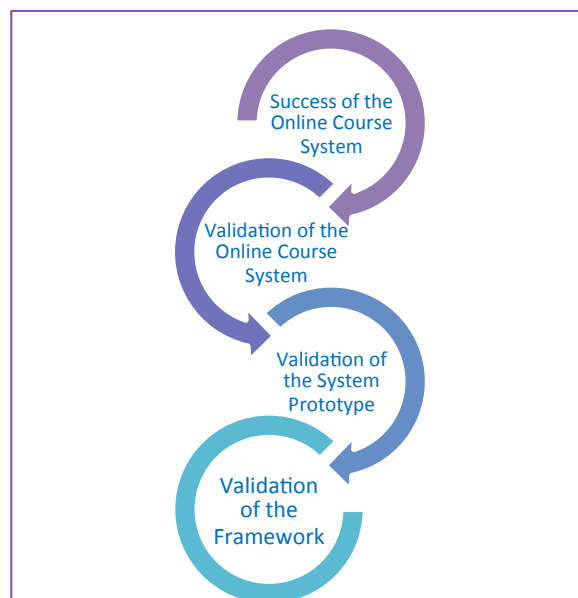 Success of the
Online Course
System
Validation of the
Online Course
System
Validation of
the System
Prototype
Validation
of the
Framework